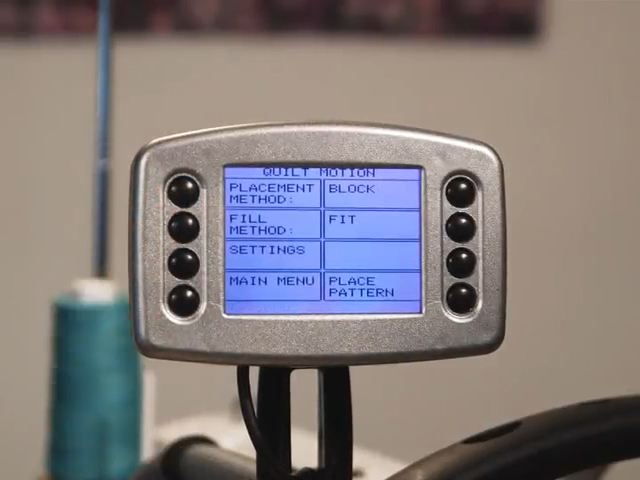 QUILT MOTION
PLACEMENT METHOD:
BLOCK
FILL METHOD:
FIT
SETTINGS
MAIN MENU
PLACE PATTERN